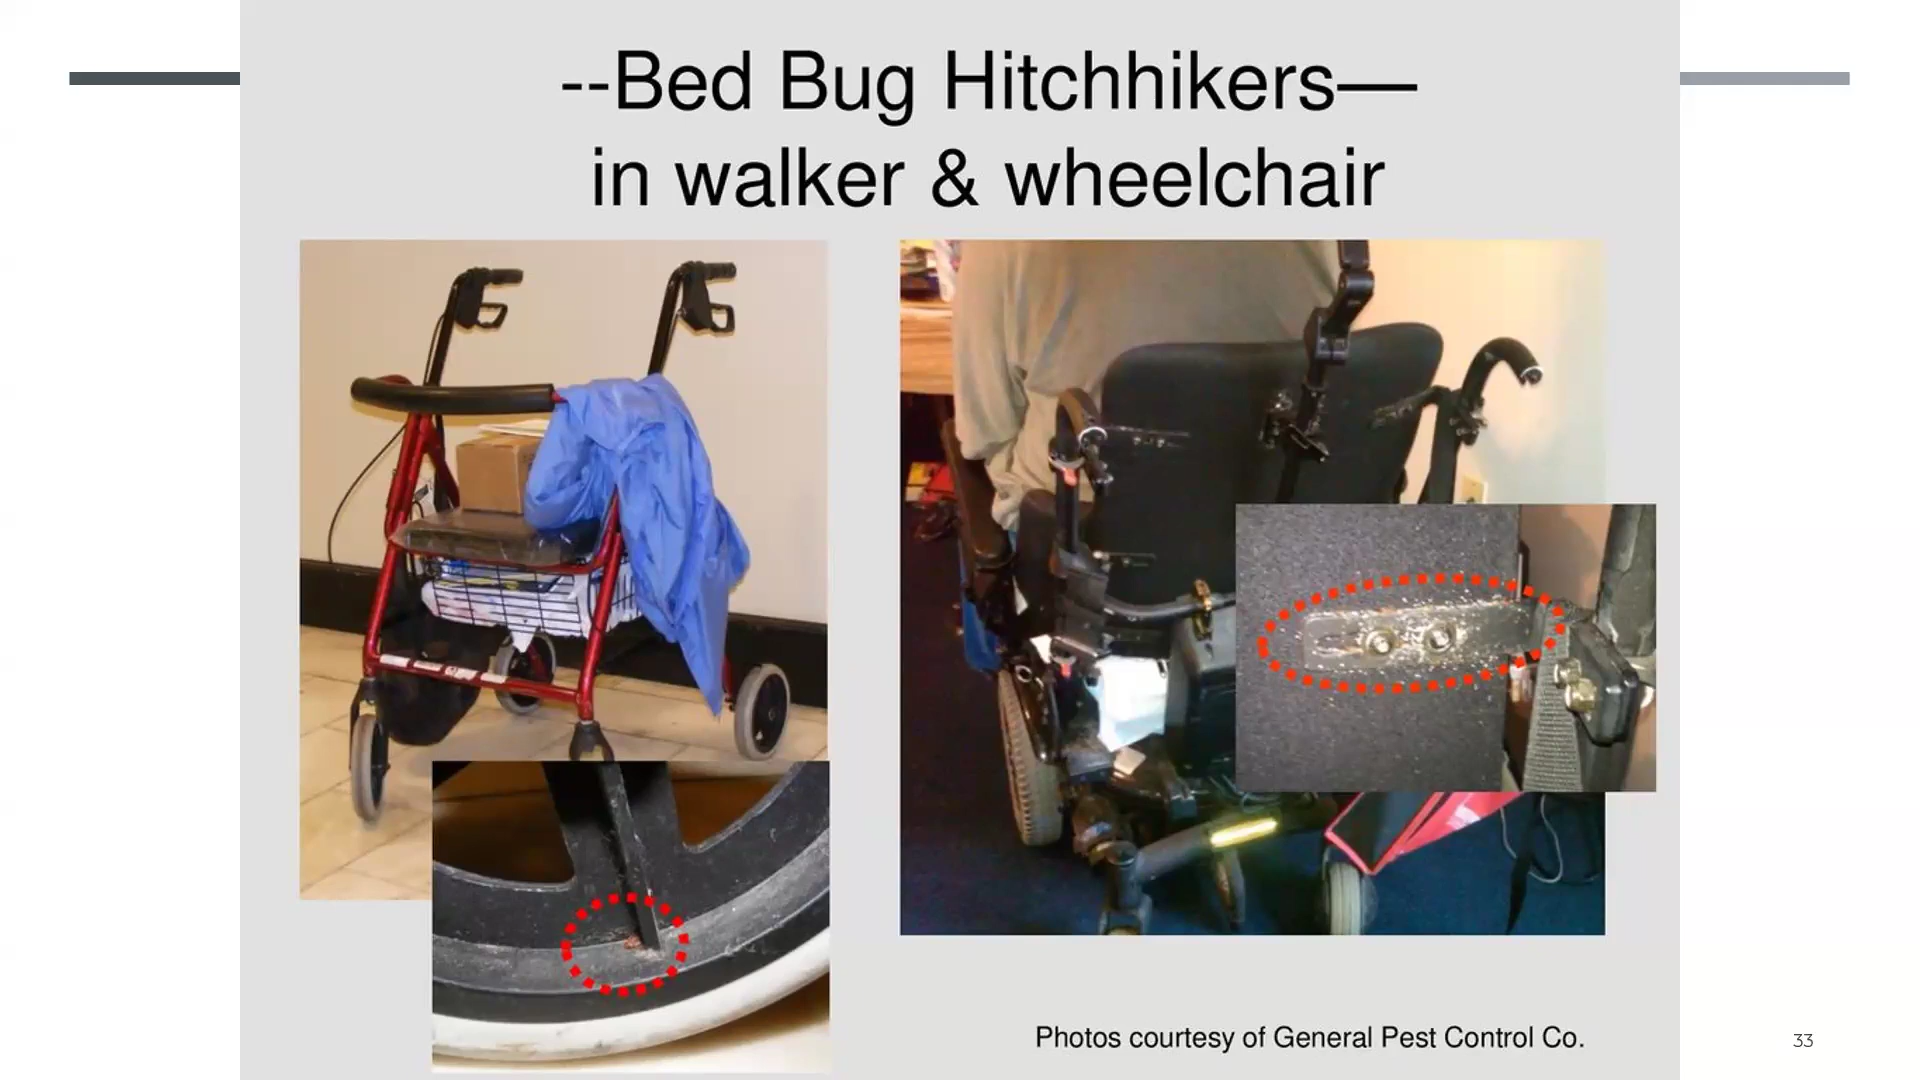 --Bed Bug Hitchhikers—
in walker & wheelchair
Photos courtesy of General Pest Control Co.
33